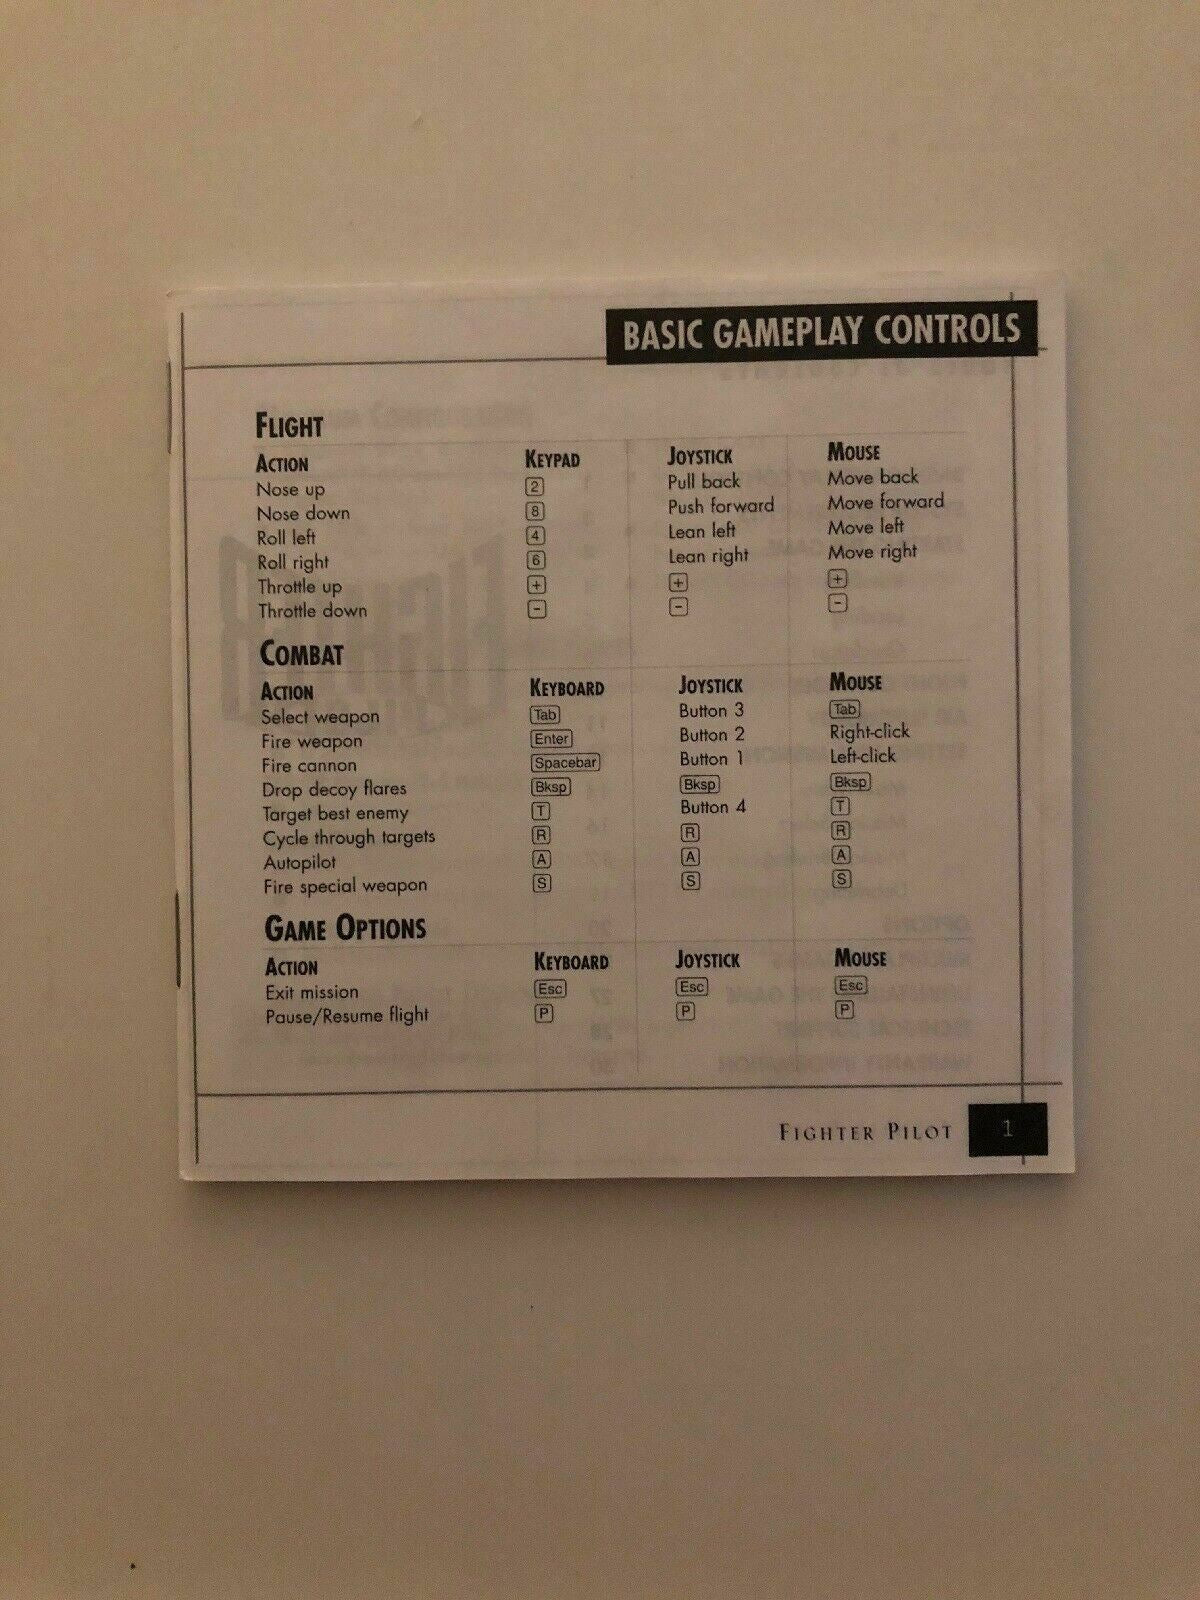 BASIC GAMEPLAY CONTROLS
FLIGHT
ACTION KEYPAD JOYSTICK MOUSE
Nose up 2 Pull back Move back
Nose down 8 Push forward Move forward
Roll left 4 Lean left Move left
Roll right 6 Lean right Move right
Throttle up + + +
Throttle down - - -
COMBAT
ACTION KEYBOARD JOYSTICK MOUSE
Select weapon Tab Button 3 Tab
Fire weapon Enter Button 2 Right-click
Fire cannon Spacebar Button 1 Left-click
Drop decoy flares Bksp Bksp Bksp
Target best enemy T Button 4 T
Cycle through targets R R R
Autopilot A A A
Fire special weapon S S S
GAME OPTIONS
ACTION KEYBOARD JOYSTICK MOUSE
Exit mission Esc Esc Esc
Pause/Resume flight P P P
FIGHTER PILOT 1